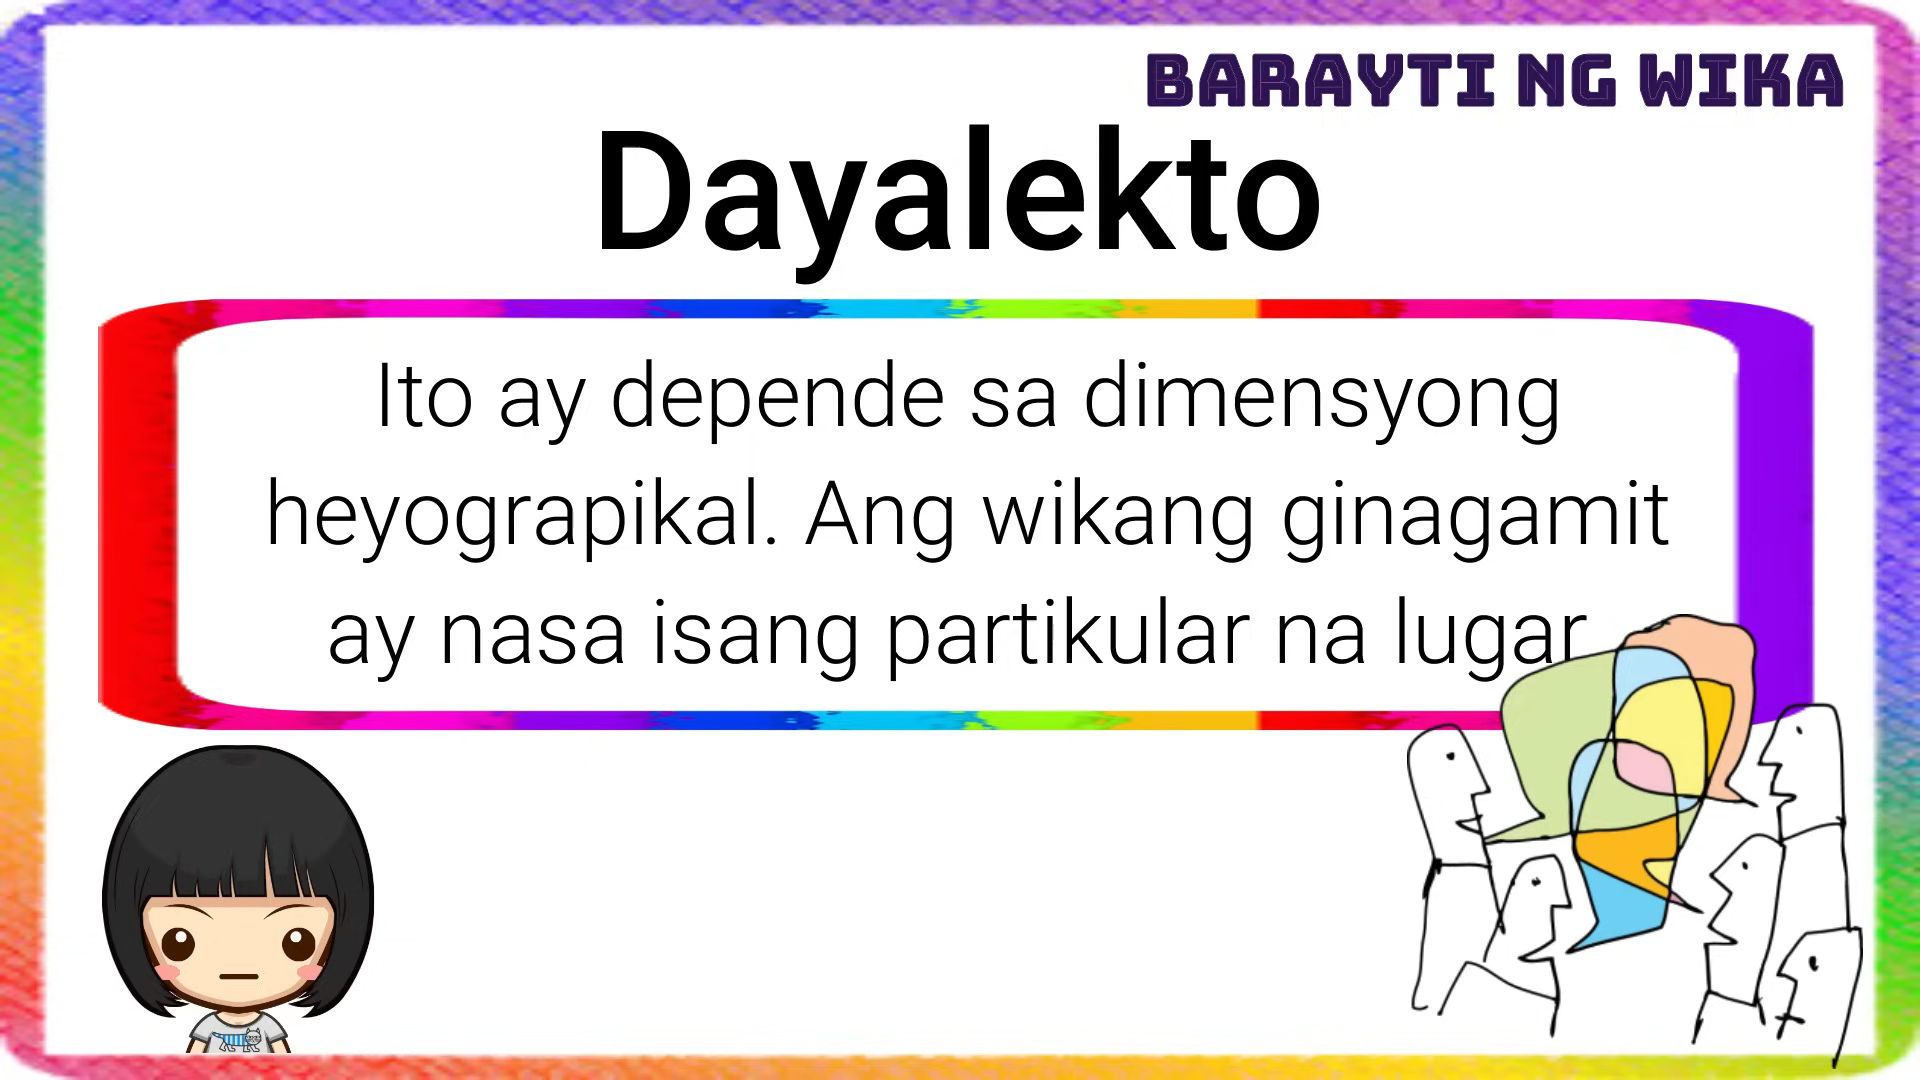 BARAYTI NG WIKA
Dayalekto
Ito ay depende sa dimensyong
heyograpikal. Ang wikang ginagamit
ay nasa isang partikular na lugar